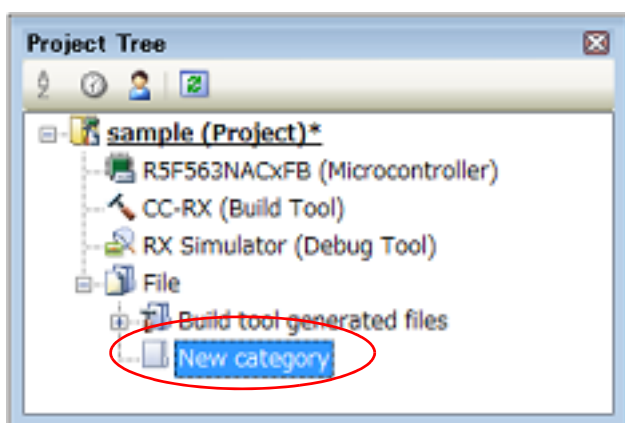 Project Tree
sample (Project)*
R5F563NACxFB (Microcontroller)
CC-RX (Build Tool)
RX Simulator (Debug Tool)
File
Build tool generated files
New category